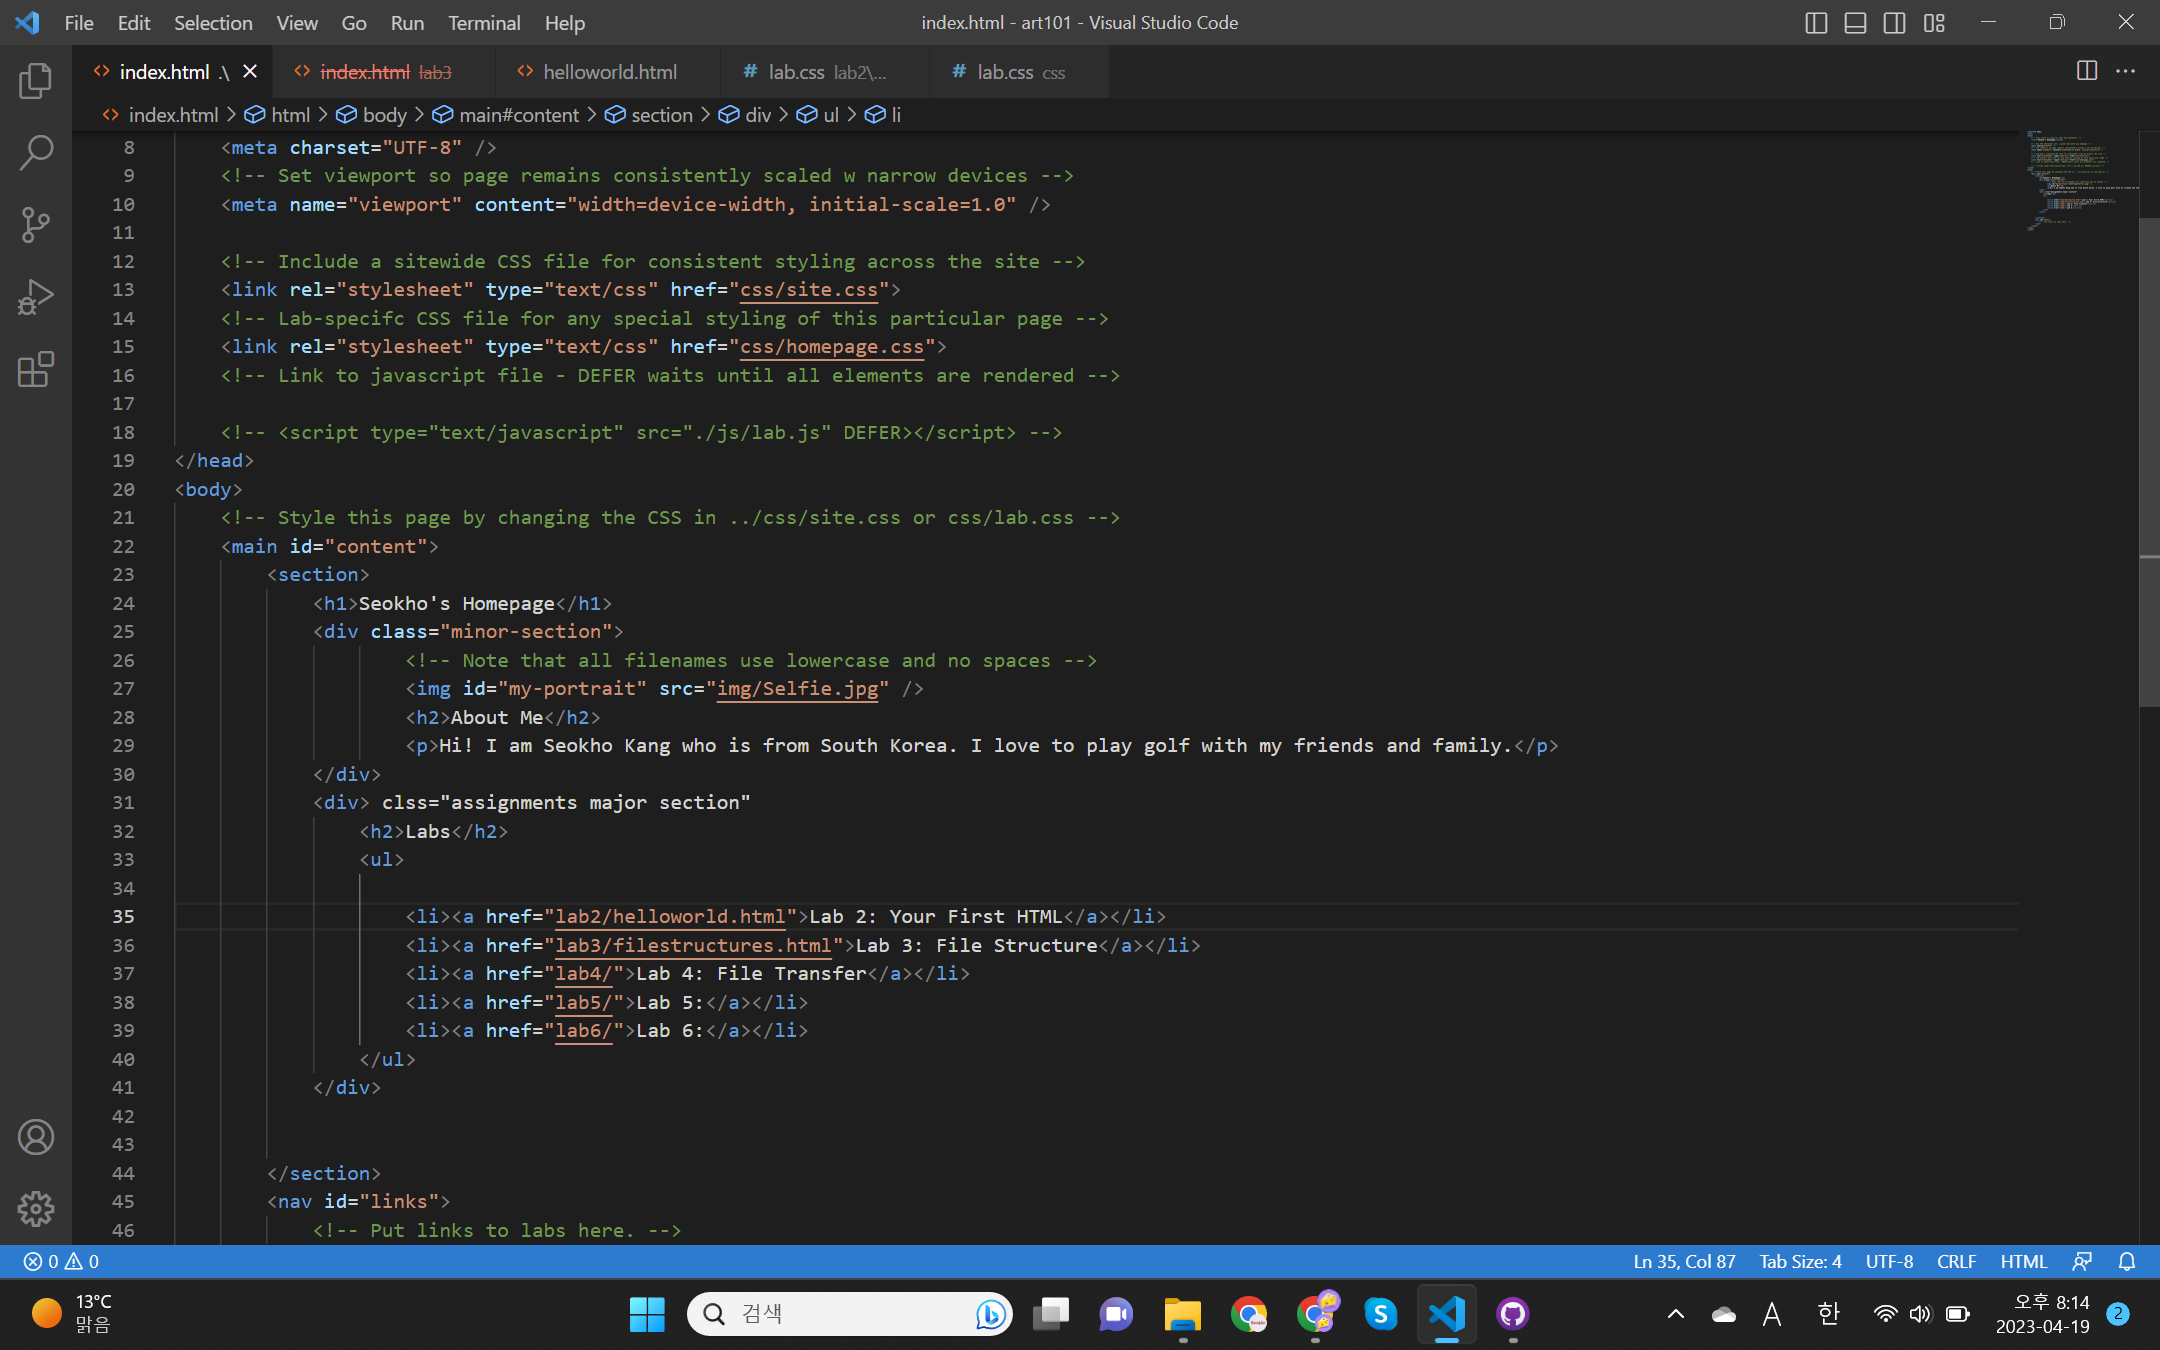 File Edit Selection View Go Run Terminal Help
index.html - art101 - Visual Studio Code
index.html .\ index.html lab3 helloworld.html # lab.css lab2\... # lab.css css
index.html > html > body > main#content > section > div > ul > li
8 <meta charset="UTF-8" />
9 <!-- Set viewport so page remains consistently scaled w narrow devices -->
10 <meta name="viewport" content="width=device-width, initial-scale=1.0" />
11
12 <!-- Include a sitewide CSS file for consistent styling across the site -->
13 <link rel="stylesheet" type="text/css" href="css/site.css">
14 <!-- Lab-specifc CSS file for any special styling of this particular page -->
15 <link rel="stylesheet" type="text/css" href="css/homepage.css">
16 <!-- Link to javascript file - DEFER waits until all elements are rendered -->
17
18 <!-- <script type="text/javascript" src="./js/lab.js" DEFER></script> -->
19 </head>
20 <body>
21 <!-- Style this page by changing the CSS in ../css/site.css or css/lab.css -->
22 <main id="content">
23 <section>
24 <h1>Seokho's Homepage</h1>
25 <div class="minor-section">
26 <!-- Note that all filenames use lowercase and no spaces -->
27 <img id="my-portrait" src="img/Selfie.jpg" />
28 <h2>About Me</h2>
29 <p>Hi! I am Seokho Kang who is from South Korea. I love to play golf with my friends and family.</p>
30 </div>
31 <div> clss="assignments major section"
32 <h2>Labs</h2>
33 <ul>
34
35 <li><a href="lab2/helloworld.html">Lab 2: Your First HTML</a></li>
36 <li><a href="lab3/filestructures.html">Lab 3: File Structure</a></li>
37 <li><a href="lab4/">Lab 4: File Transfer</a></li>
38 <li><a href="lab5/">Lab 5:</a></li>
39 <li><a href="lab6/">Lab 6:</a></li>
40 </ul>
41 </div>
42
43
44 </section>
45 <nav id="links">
46 <!-- Put links to labs here. -->
0 0 Ln 35, Col 87 Tab Size: 4 UTF-8 CRLF HTML
13°C
맑음
검색
A 한
오후 8:14
2023-04-19
2